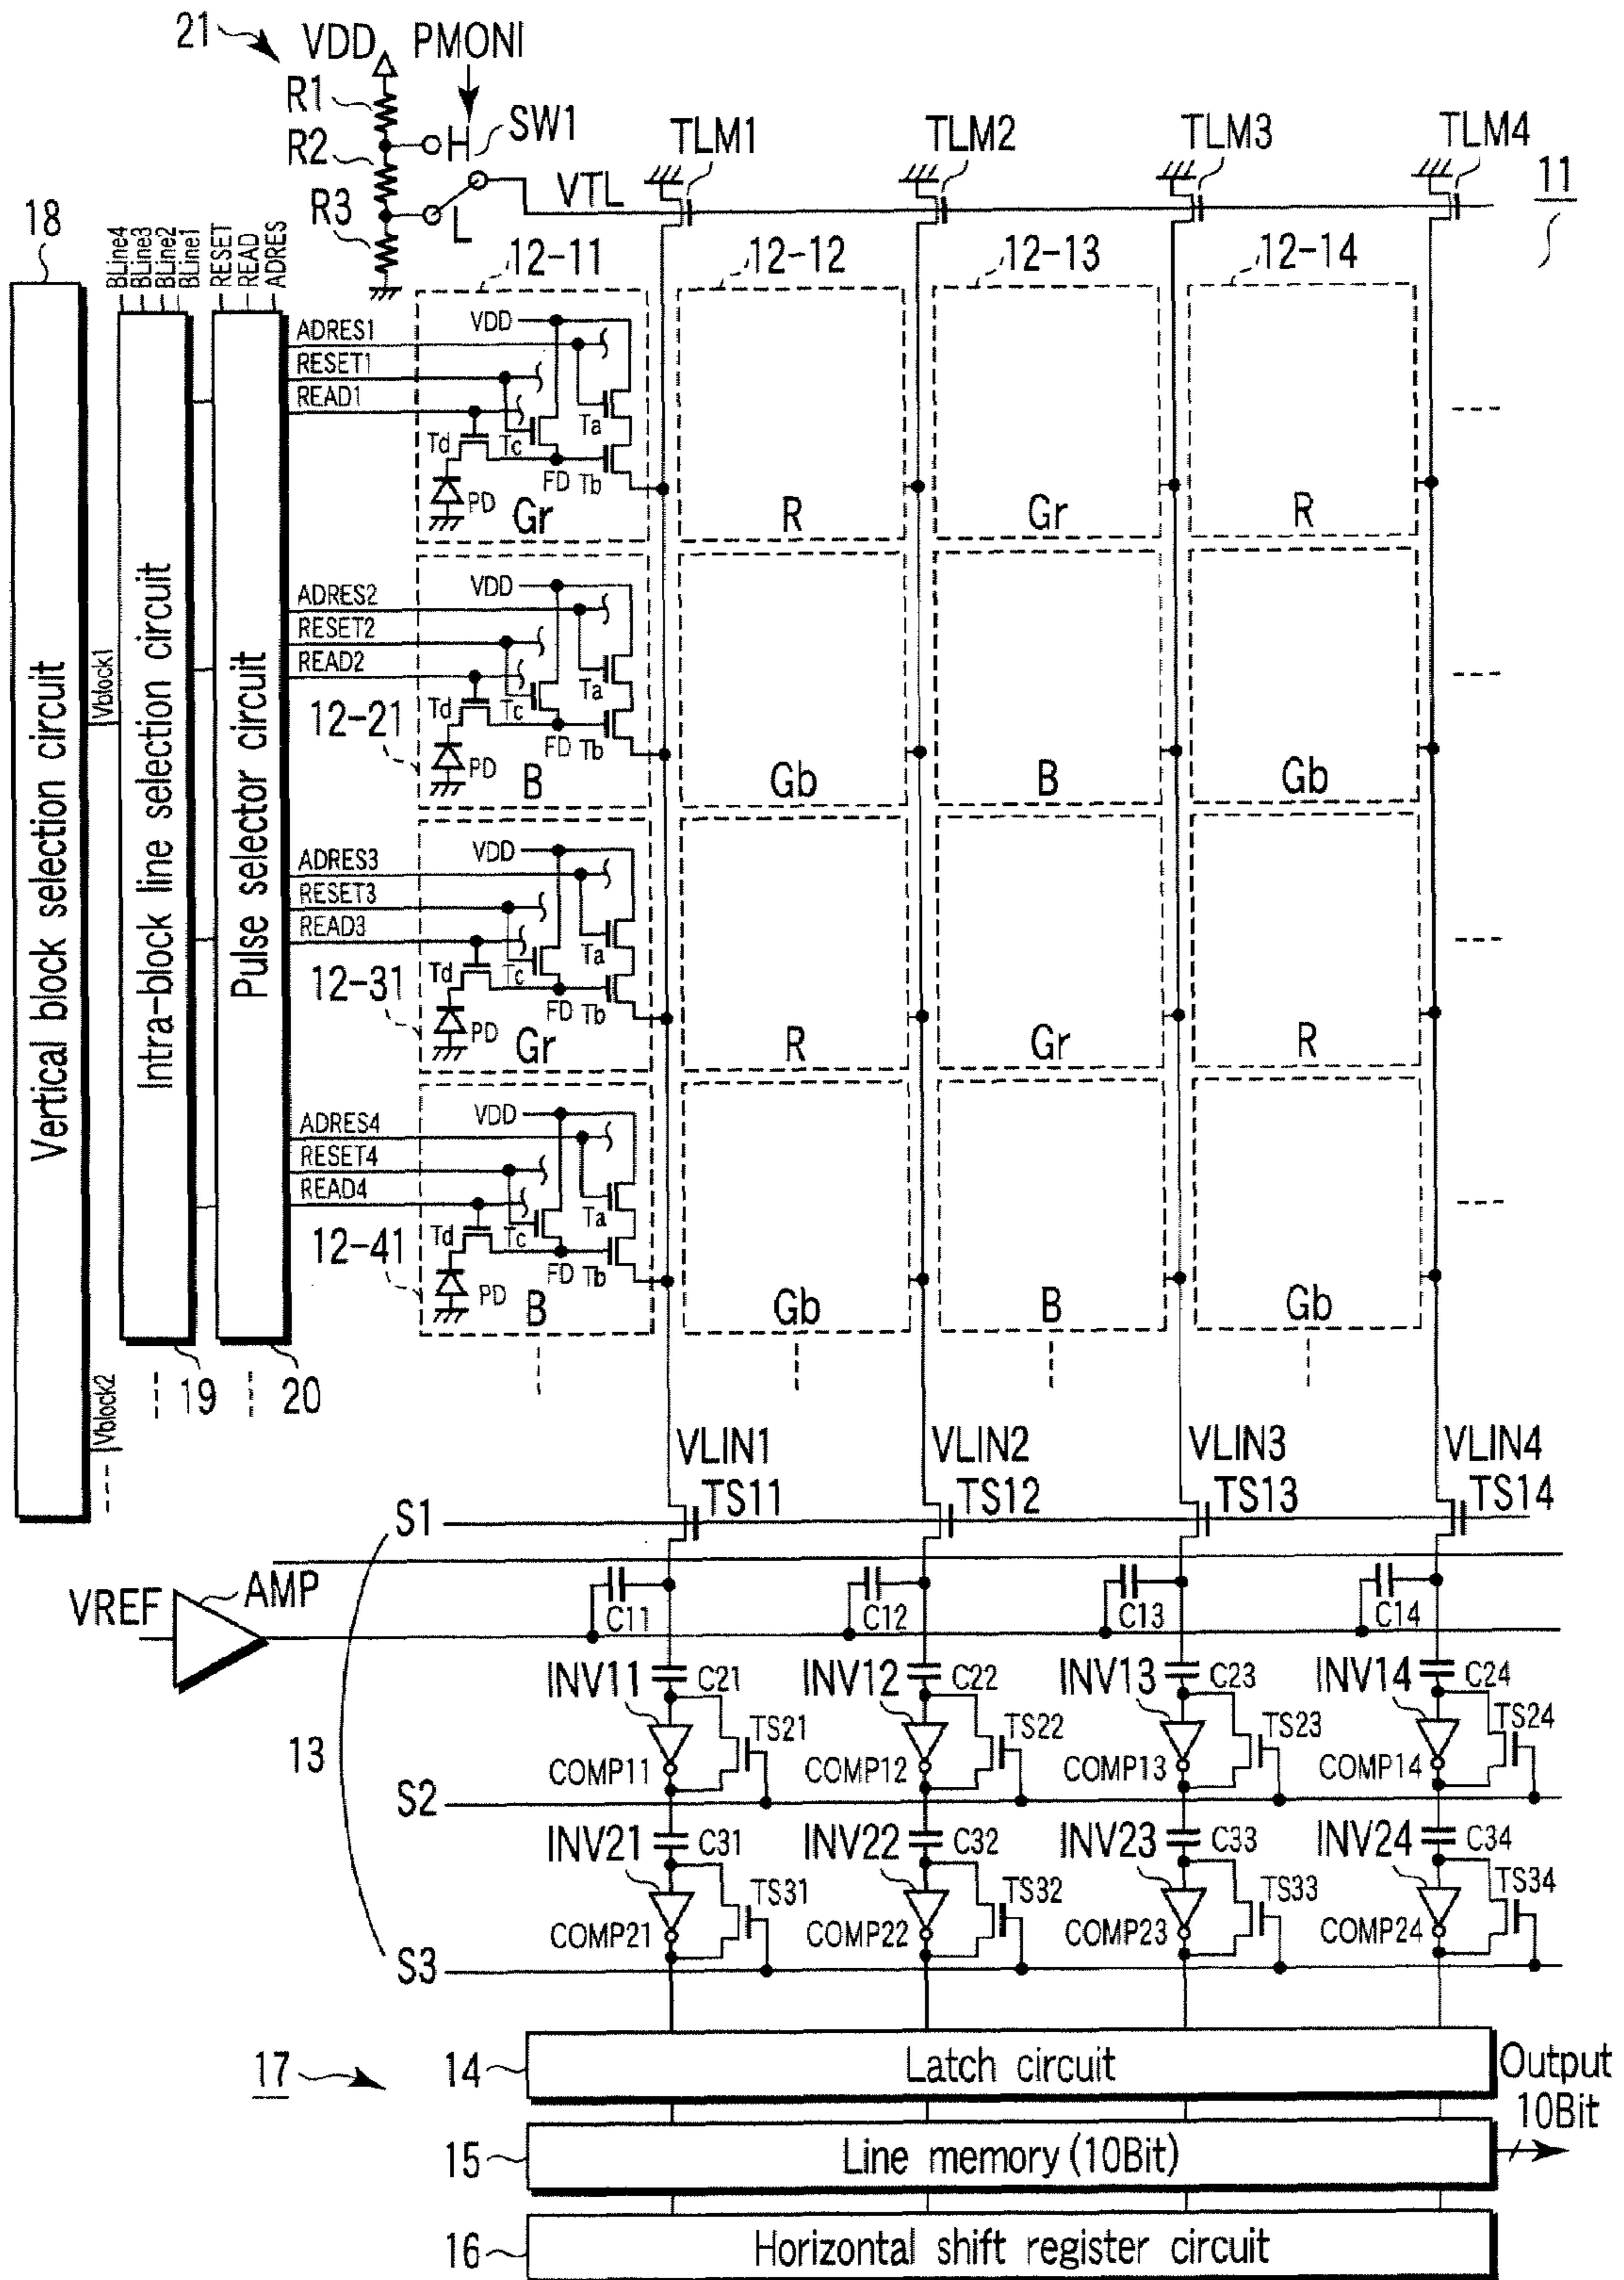 21
VDD
PMONI
R1
H
SW1
R2
TLM1
TLM2
TLM3
TLM4
R3
L
VTL
11
18
BLine4
BLine3
BLine2
BLine1
RESET
READ
ADRES
12-11
12-12
12-13
12-14
ADRES1
RESET1
READ1
VDD
Ta
Td
Tc
FD
Tb
PD
Gr
R
Gr
R
ADRES2
RESET2
READ2
VDD
Ta
Td
Tc
FD
Tb
PD
12-21
B
Gb
B
Gb
ADRES3
RESET3
READ3
VDD
Ta
Td
Tc
FD
Tb
PD
12-31
Gr
R
Gr
R
ADRES4
RESET4
READ4
VDD
Ta
Td
Tc
FD
Tb
PD
12-41
B
Gb
B
Gb
Vertical block selection circuit
Vblock1
Intra-block line selection circuit
Pulse selector circuit
Vblock2
19
20
VLIN1
VLIN2
VLIN3
VLIN4
TS11
TS12
TS13
TS14
S1
VREF
AMP
C11
C12
C13
C14
13
INV11
C21
INV12
C22
INV13
C23
INV14
C24
TS21
TS22
TS23
TS24
COMP11
COMP12
COMP13
COMP14
S2
INV21
C31
INV22
C32
INV23
C33
INV24
C34
TS31
TS32
TS33
TS34
COMP21
COMP22
COMP23
COMP24
S3
17
14
Latch circuit
Output
10Bit
15
Line memory (10Bit)
16
Horizontal shift register circuit